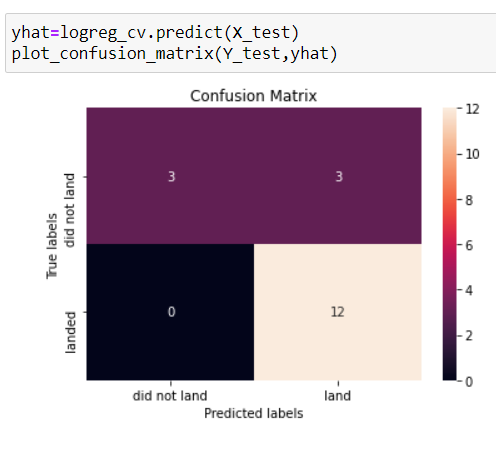 yhat=logreg_cv.predict(X_test)
plot_confusion_matrix(Y_test,yhat)
Confusion Matrix
True labels
did not land
landed
3
3
0
12
did not land
land
Predicted labels
12
10
8
6
4
2
0